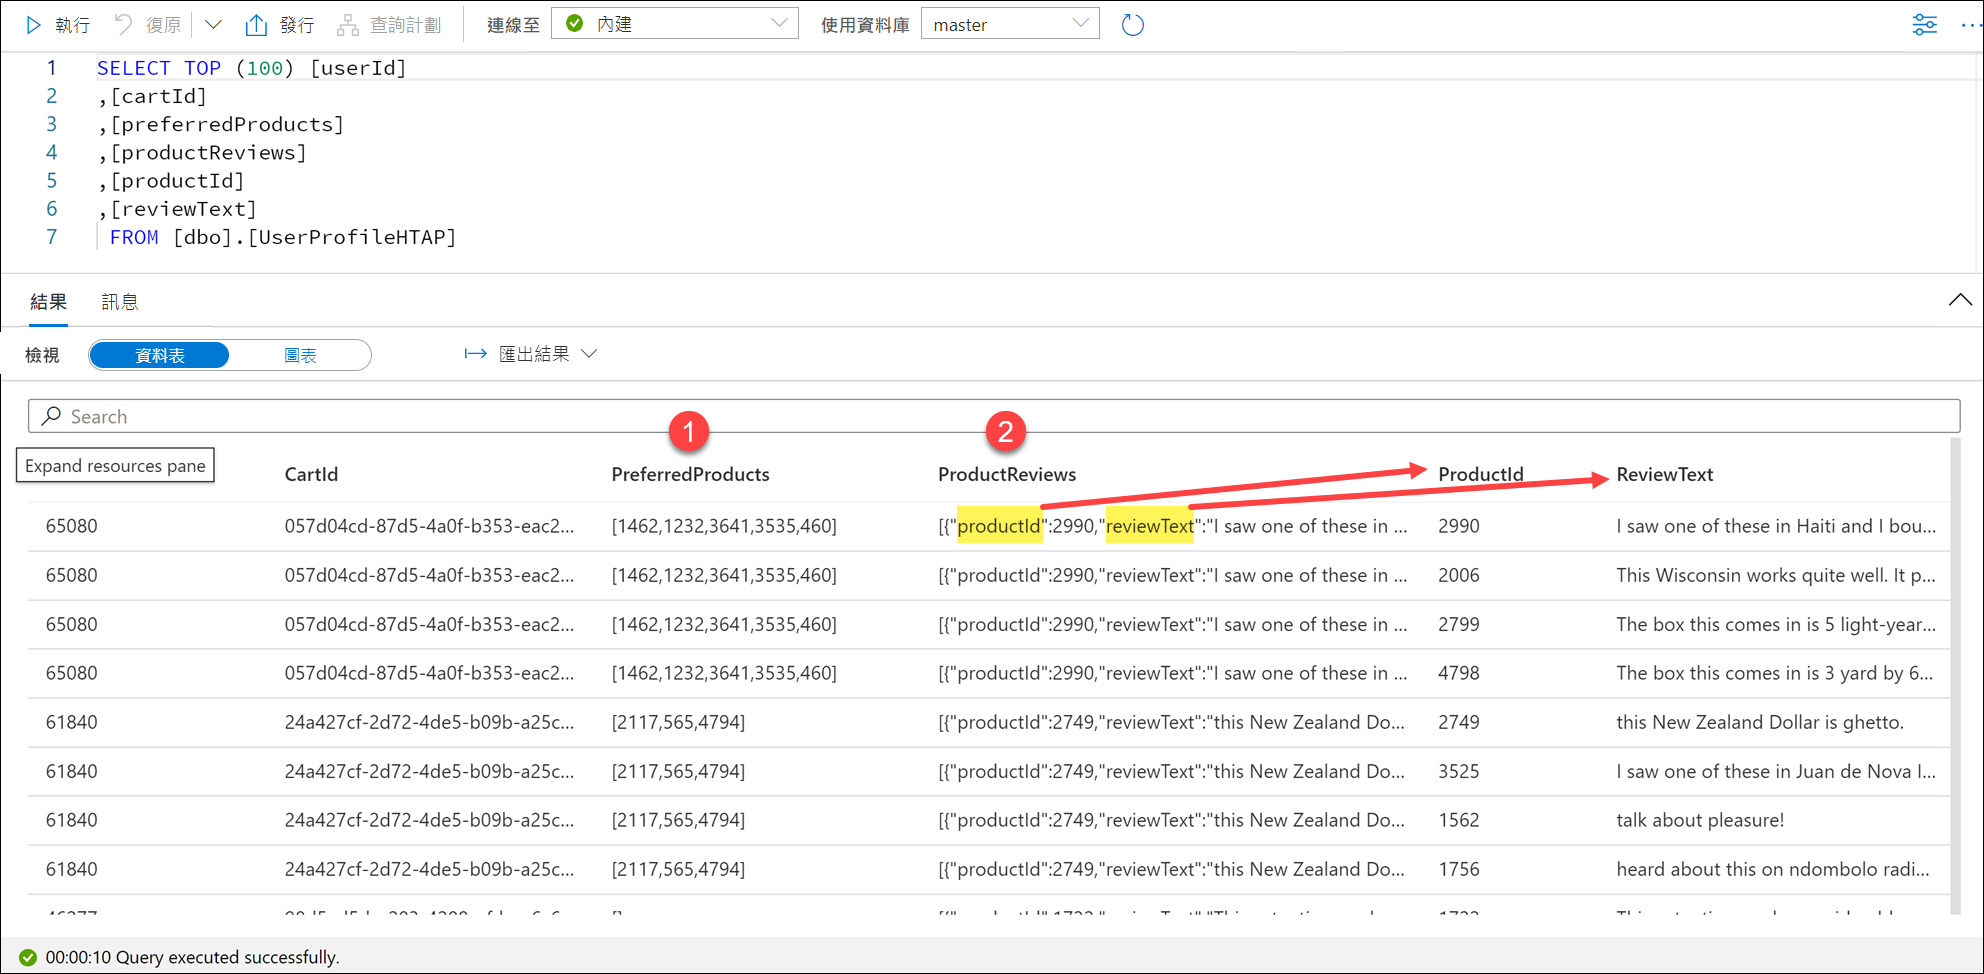 執行 復原 發行 查詢計劃 連線至 內建 使用資料庫 master
1 SELECT TOP (100) [userId]
2 ,[cartId]
3 ,[preferredProducts]
4 ,[productReviews]
5 ,[productId]
6 ,[reviewText]
7 FROM [dbo].[UserProfileHTAP]
結果 訊息
檢視 資料表 圖表 匯出結果
Search
1 2
Expand resources pane CartId PreferredProducts ProductReviews ProductId ReviewText
65080 057d04cd-87d5-4a0f-b353-eac2... [1462,1232,3641,3535,460] [{"productId":2990,"reviewText":"I saw one of these in ... 2990 I saw one of these in Haiti and I bou...
65080 057d04cd-87d5-4a0f-b353-eac2... [1462,1232,3641,3535,460] [{"productId":2990,"reviewText":"I saw one of these in ... 2006 This Wisconsin works quite well. It p...
65080 057d04cd-87d5-4a0f-b353-eac2... [1462,1232,3641,3535,460] [{"productId":2990,"reviewText":"I saw one of these in ... 2799 The box this comes in is 5 light-year...
65080 057d04cd-87d5-4a0f-b353-eac2... [1462,1232,3641,3535,460] [{"productId":2990,"reviewText":"I saw one of these in ... 4798 The box this comes in is 3 yard by 6...
61840 24a427cf-2d72-4de5-b09b-a25c... [2117,565,4794] [{"productId":2749,"reviewText":"this New Zealand Do... 2749 this New Zealand Dollar is ghetto.
61840 24a427cf-2d72-4de5-b09b-a25c... [2117,565,4794] [{"productId":2749,"reviewText":"this New Zealand Do... 3525 I saw one of these in Juan de Nova I...
61840 24a427cf-2d72-4de5-b09b-a25c... [2117,565,4794] [{"productId":2749,"reviewText":"this New Zealand Do... 1562 talk about pleasure!
61840 24a427cf-2d72-4de5-b09b-a25c... [2117,565,4794] [{"productId":2749,"reviewText":"this New Zealand Do... 1756 heard about this on ndombolo radi...
00:00:10 Query executed successfully.